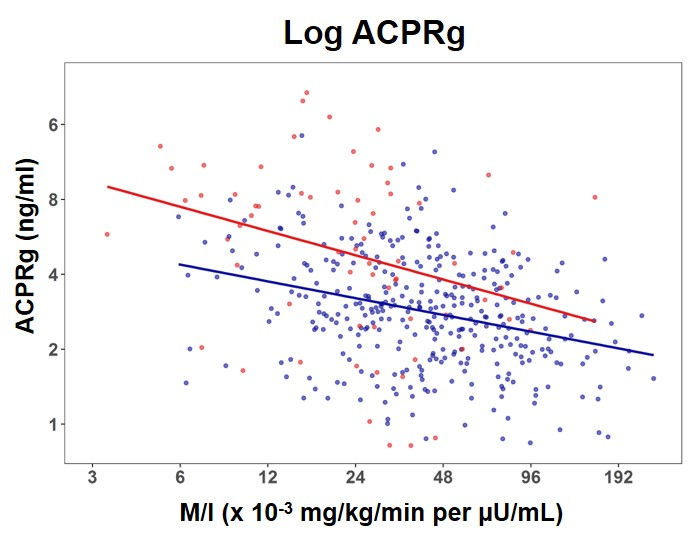 Log ACPRg
ACPRg (ng/ml)
6
8
4
2
1
3 6 12 24 48 96 192
M/I (x 10⁻³ mg/kg/min per µU/mL)